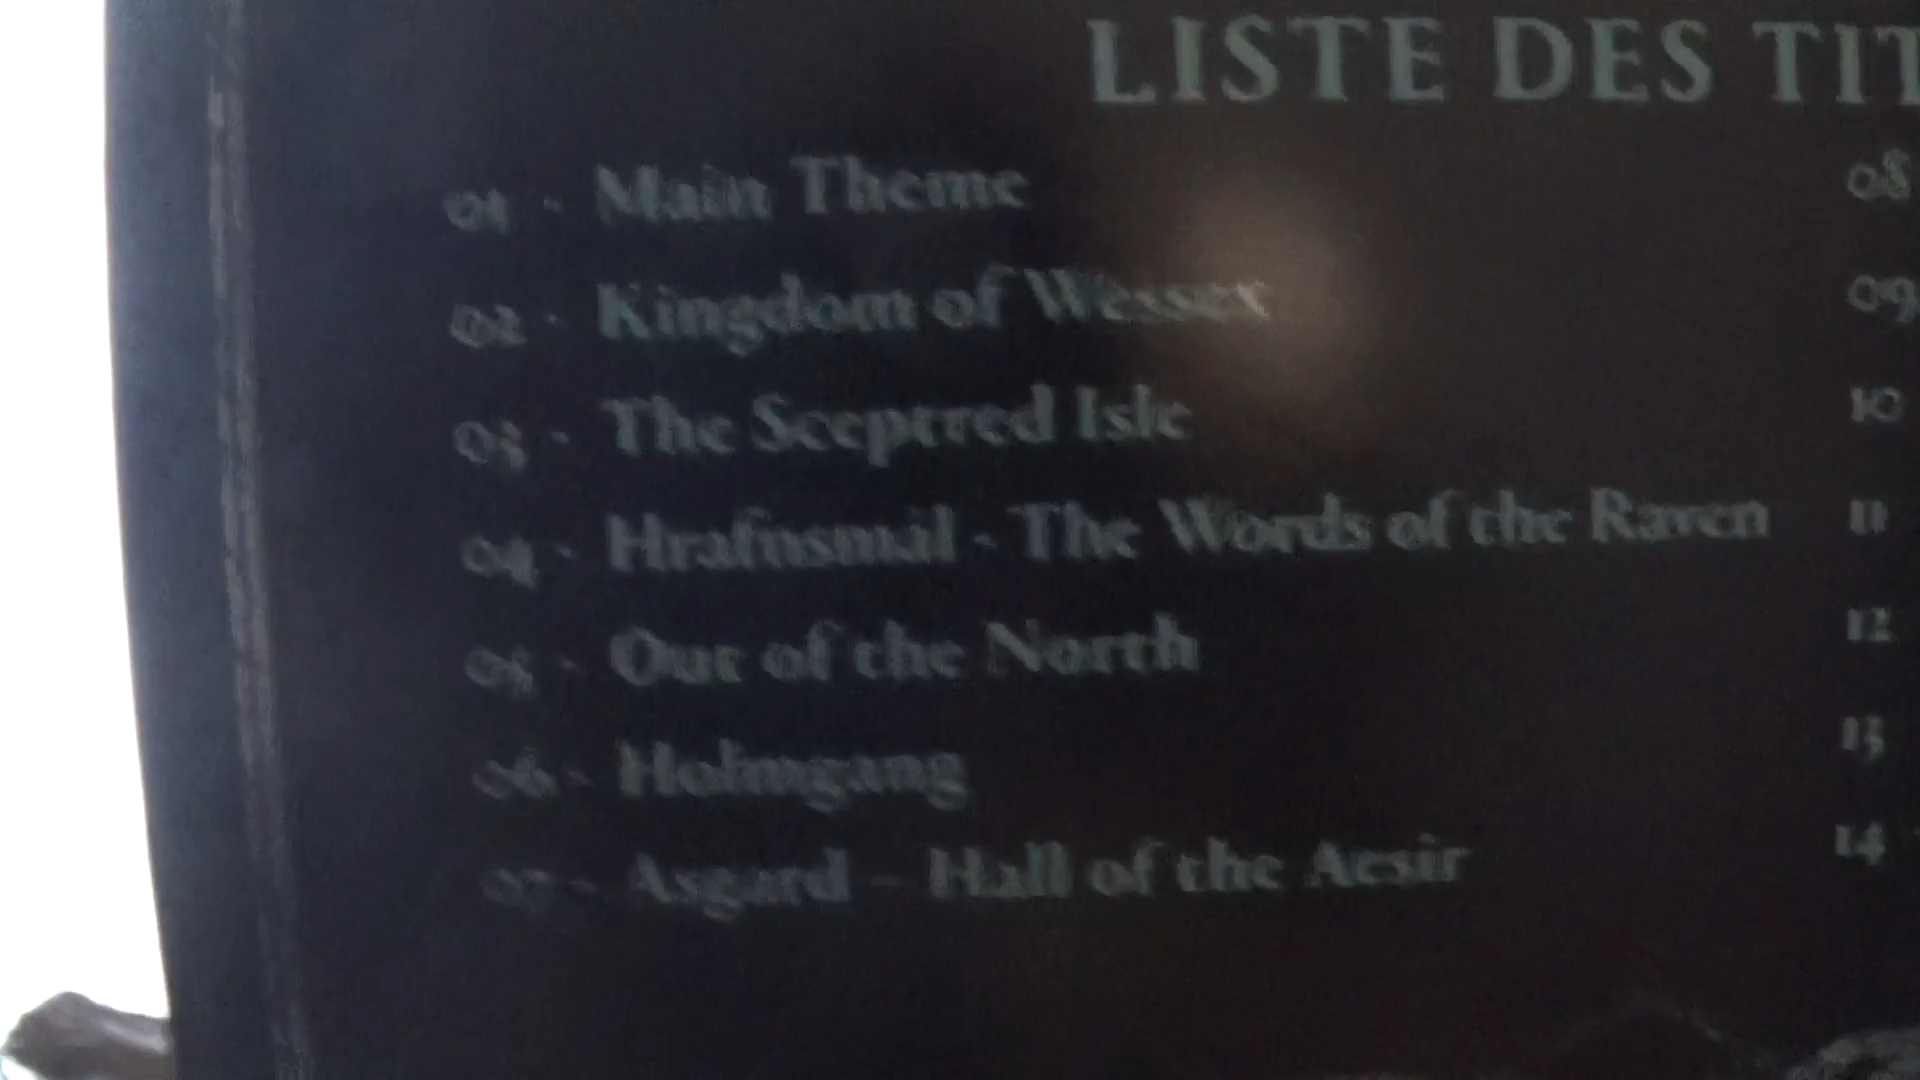 LISTE DES TIT
01 - Main Theme
02 - Kingdom of Wessex
03 - The Sceptred Isle
04 - Hrafnsmál - The Words of the Raven
05 - Out of the North
06 - Holmgang
07 - Asgard - Hall of the Aesir
08
09
10
11
12
13
14